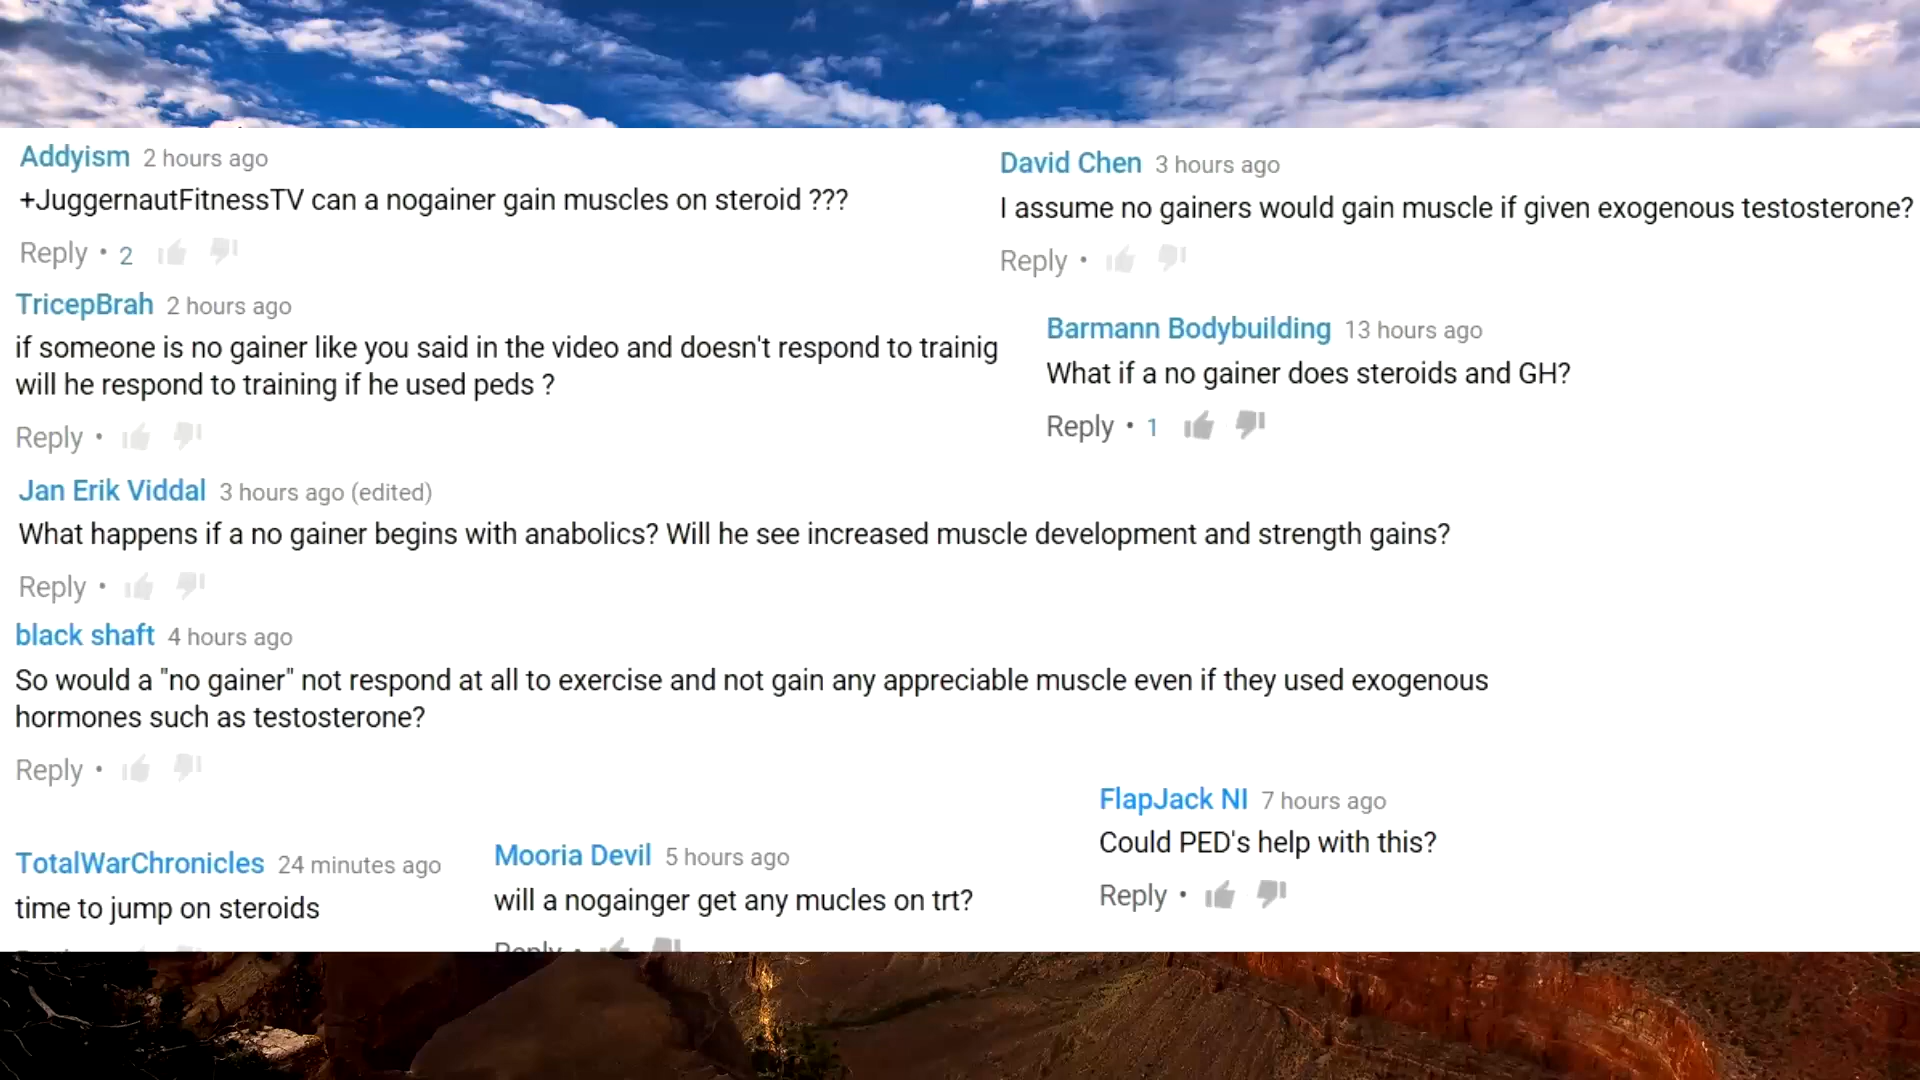 Addyism 2 hours ago
+JuggernautFitnessTV can a nogainer gain muscles on steroid ???
Reply • 2
David Chen 3 hours ago
I assume no gainers would gain muscle if given exogenous testosterone?
Reply •
TricepBrah 2 hours ago
if someone is no gainer like you said in the video and doesn't respond to trainig
will he respond to training if he used peds ?
Reply •
Barmann Bodybuilding 13 hours ago
What if a no gainer does steroids and GH?
Reply • 1
Jan Erik Viddal 3 hours ago (edited)
What happens if a no gainer begins with anabolics? Will he see increased muscle development and strength gains?
Reply •
black shaft 4 hours ago
So would a "no gainer" not respond at all to exercise and not gain any appreciable muscle even if they used exogenous
hormones such as testosterone?
Reply •
FlapJack NI 7 hours ago
Could PED's help with this?
Reply •
TotalWarChronicles 24 minutes ago
time to jump on steroids
Mooria Devil 5 hours ago
will a nogainger get any mucles on trt?
Reply •